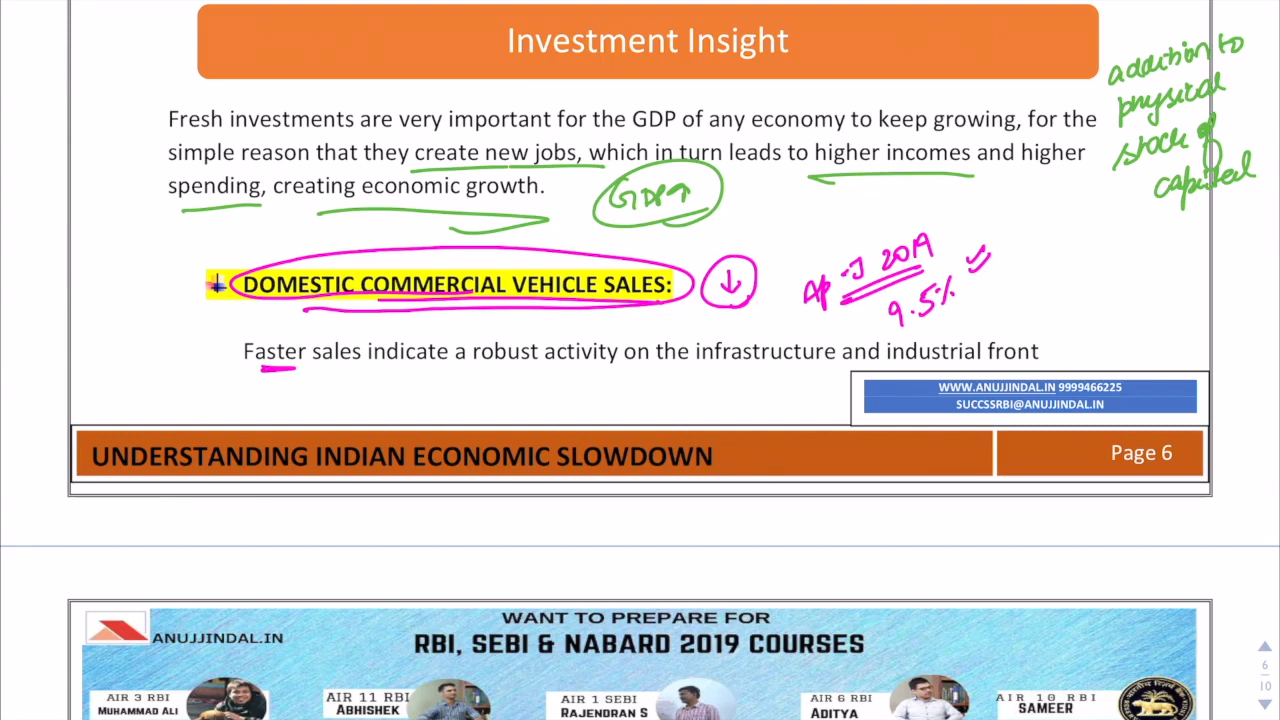 Investment Insight
addition to
physical
stock of
capital
Fresh investments are very important for the GDP of any economy to keep growing, for the
simple reason that they create new jobs, which in turn leads to higher incomes and higher
spending, creating economic growth.
GDP↑
DOMESTIC COMMERCIAL VEHICLE SALES:
↓
Ap -J 2019
9.5%
Faster sales indicate a robust activity on the infrastructure and industrial front
WWW.ANUJJINDAL.IN 9999466225
SUCCSSRBI@ANUJJINDAL.IN
UNDERSTANDING INDIAN ECONOMIC SLOWDOWN
Page 6
WANT TO PREPARE FOR
ANUJJINDAL.IN
RBI, SEBI & NABARD 2019 COURSES
AIR 3 RBI
MUHAMMAD ALI
AIR 11 RBI
ABHISHEK
AIR 1 SEBI
RAJENDRAN S
AIR 6 RBI
ADITYA
AIR 10 RBI
SAMEER
6
10